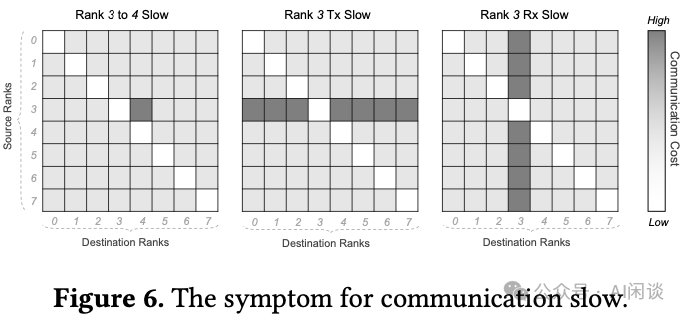 Rank 3 to 4 Slow
Rank 3 Tx Slow
Rank 3 Rx Slow
High
Source Ranks
0
1
2
3
4
5
6
7
Communication Cost
Low
0 1 2 3 4 5 6 7
0 1 2 3 4 5 6 7
0 1 2 3 4 5 6 7
Destination Ranks
Destination Ranks
Destination Ranks
Figure 6. The symptom for communication slow.
公众号 · AI闲谈